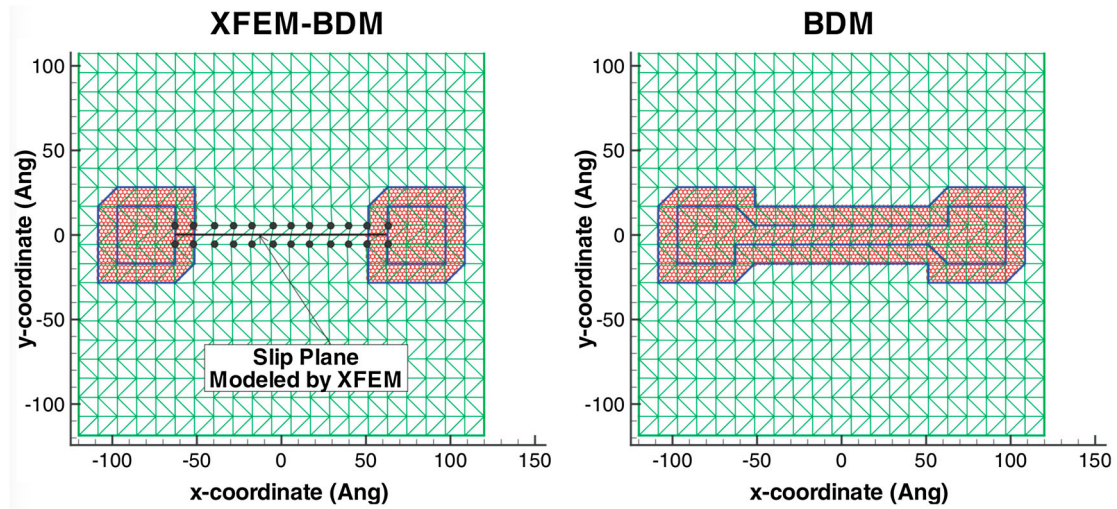 XFEM-BDM
BDM
100
50
0
-50
-100
y-coordinate (Ang)
Slip Plane
Modeled by XFEM
-100
-50
0
50
100
150
x-coordinate (Ang)
100
50
0
-50
-100
y-coordinate (Ang)
-100
-50
0
50
100
150
x-coordinate (Ang)